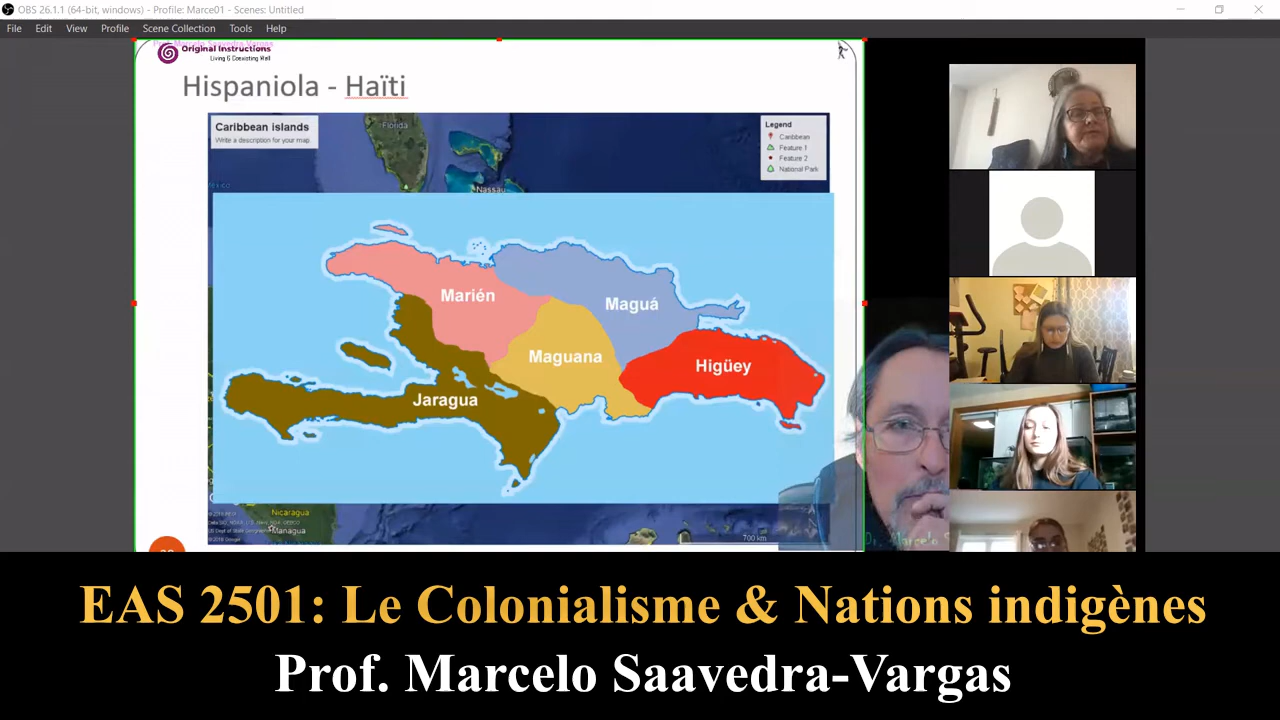 OBS 26.1.1 (64-bit, windows) - Profile: Marce01 - Scenes: Untitled
File Edit View Profile Scene Collection Tools Help
Original Instructions
Living & Coexisting Well
Hispaniola - Haïti
Caribbean islands
Write a description for your map.
Florida
Nassau
Legend
Caribbean
Feature 1
Feature 2
National Park
Marién
Maguá
Maguana
Higüey
Jaragua
Nicaragua
Managua
700 km
Dr. Marcelo S
EAS 2501: Le Colonialisme & Nations indigènes
Prof. Marcelo Saavedra-Vargas